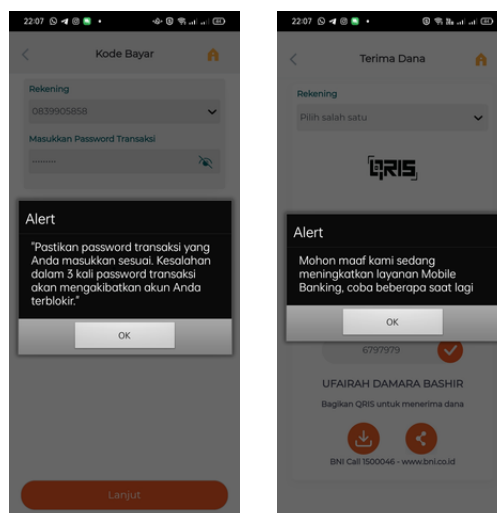 22:07
Kode Bayar
Rekening
0839905858
Masukkan Password Transaksi
.........
Alert
"Pastikan password transaksi yang
Anda masukkan sesuai. Kesalahan
dalam 3 kali password transaksi
akan mengakibatkan akun Anda
terblokir."
OK
Lanjut
22:07
Terima Dana
Rekening
Pilih salah satu
QRIS
Alert
Mohon maaf kami sedang
meningkatkan layanan Mobile
Banking, coba beberapa saat lagi
OK
6797979
UFAIRAH DAMARA BASHIR
Bagikan QRIS untuk menerima dana
BNI Call 1500046 - www.bni.co.id